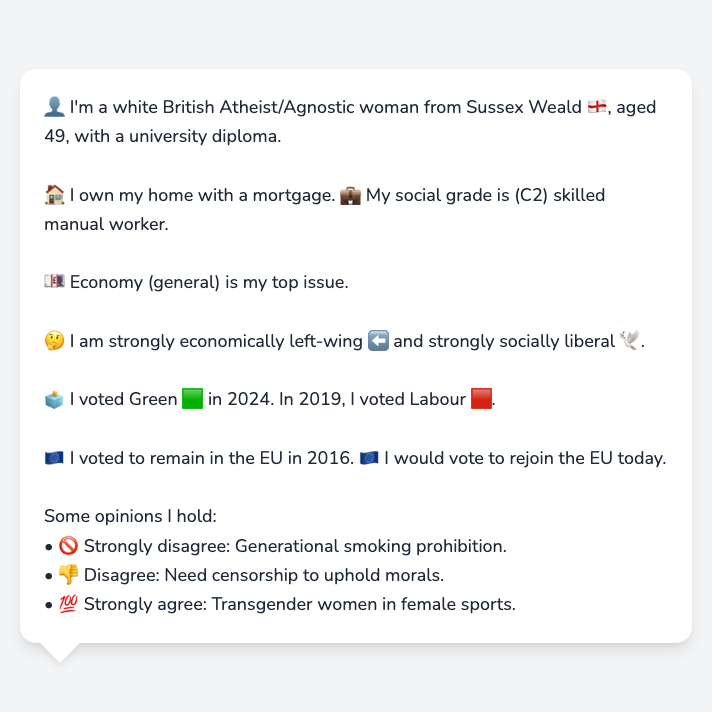 👤 I'm a white British Atheist/Agnostic woman from Sussex Weald 🏴󠁧󠁢󠁥󠁮󠁧󠁿, aged
49, with a university diploma.
🏠 I own my home with a mortgage. 💼 My social grade is (C2) skilled
manual worker.
💷 Economy (general) is my top issue.
🤔 I am strongly economically left-wing ⬅️ and strongly socially liberal 🕊️.
🗳️ I voted Green 🟩 in 2024. In 2019, I voted Labour 🟥.
🇪🇺 I voted to remain in the EU in 2016. 🇪🇺 I would vote to rejoin the EU today.
Some opinions I hold:
• 🚫 Strongly disagree: Generational smoking prohibition.
• 👎 Disagree: Need censorship to uphold morals.
• 💯 Strongly agree: Transgender women in female sports.